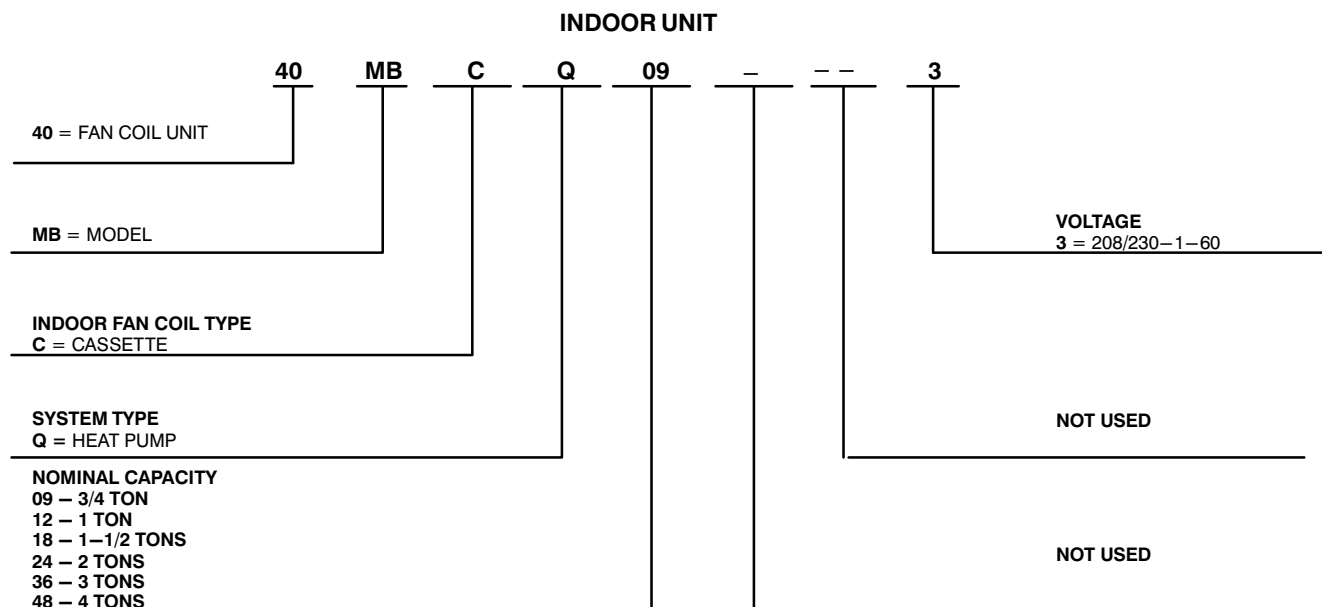 INDOOR UNIT
40 MB C Q 09 – – – 3
40 = FAN COIL UNIT
MB = MODEL
VOLTAGE
3 = 208/230–1–60
INDOOR FAN COIL TYPE
C = CASSETTE
SYSTEM TYPE
Q = HEAT PUMP
NOT USED
NOMINAL CAPACITY
09 – 3/4 TON
12 – 1 TON
18 – 1–1/2 TONS
24 – 2 TONS
36 – 3 TONS
48 – 4 TONS
NOT USED